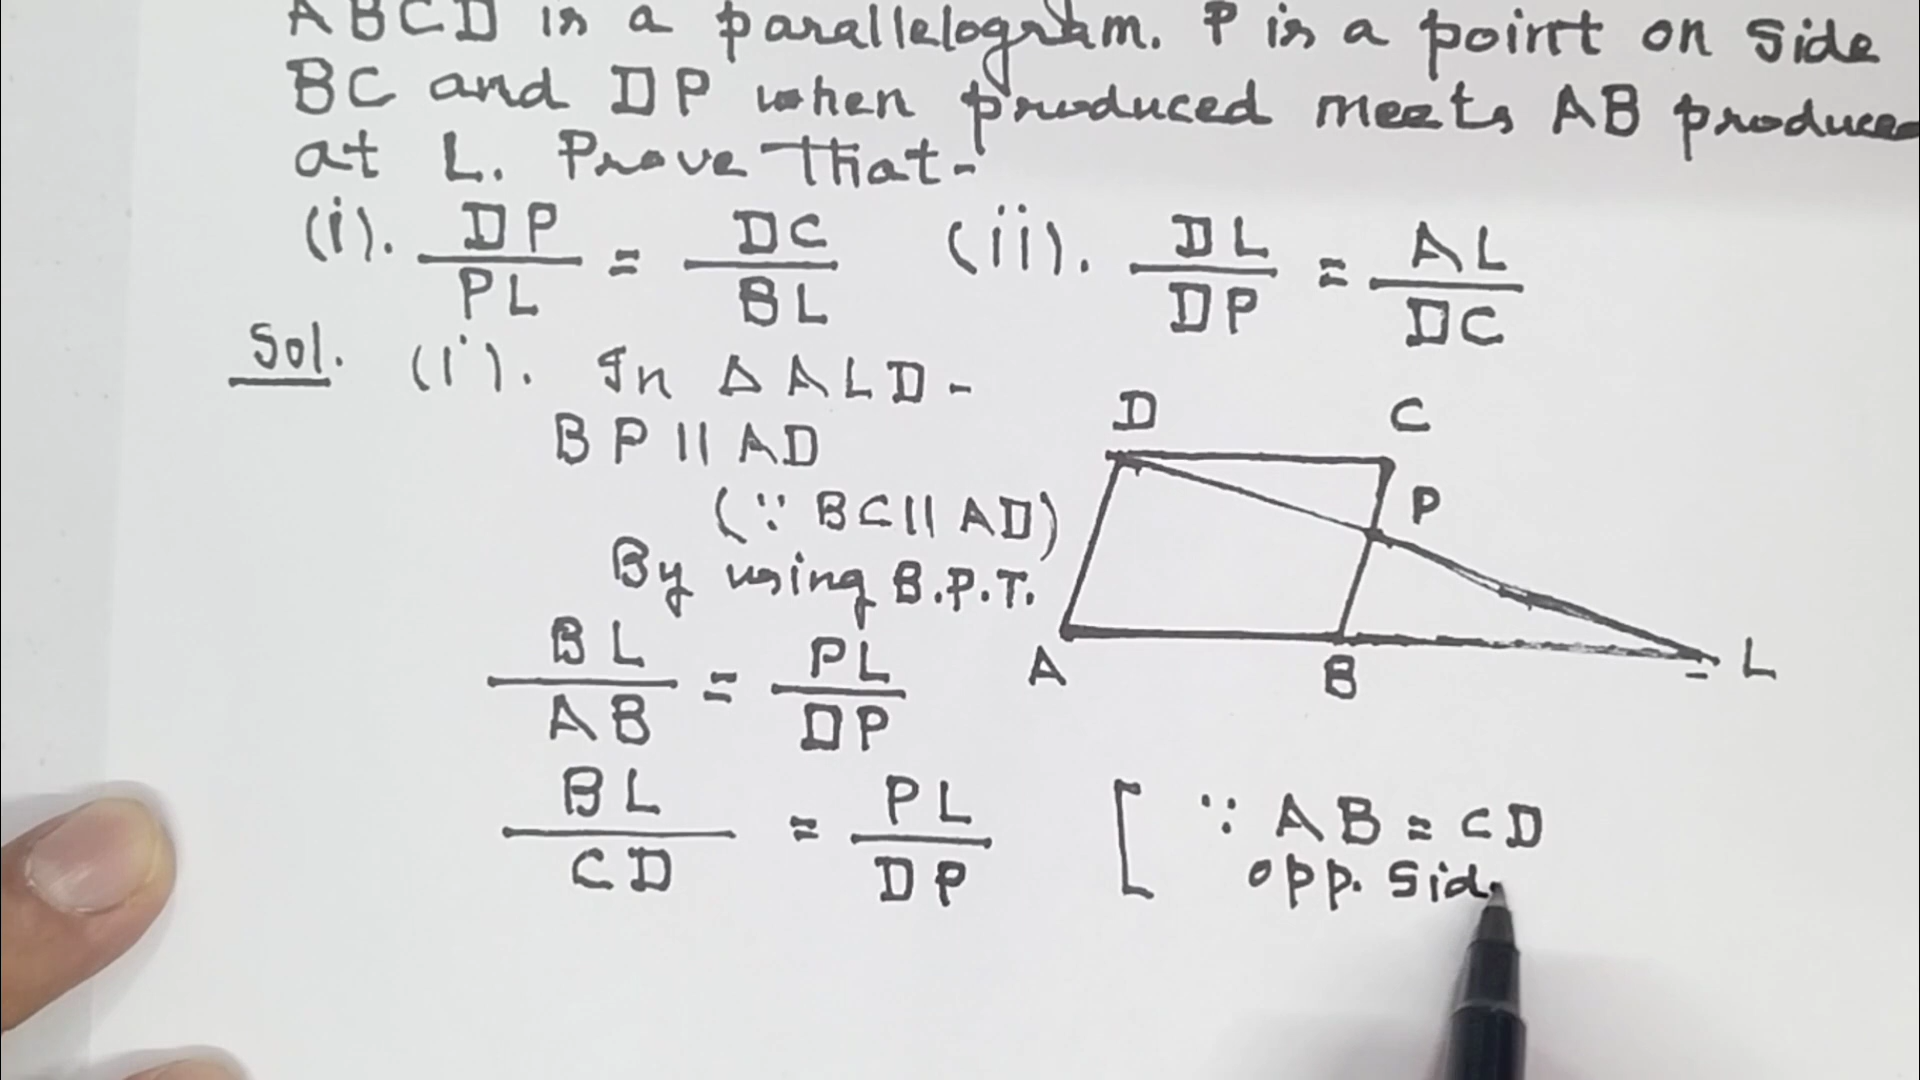 ABCD is a parallelogram. P is a point on side
BC and DP when produced meets AB produced
at L. Prove that-
(i). DP/PL = DC/BL (ii). DL/DP = AL/DC
Sol. (i). In Δ ALD -
BP || AD
(∵ BC || AD)
By using B.P.T.
BL/AB = PL/DP
BL/CD = PL/DP [ ∵ AB = CD
opp. Sid
D C
P
A B L